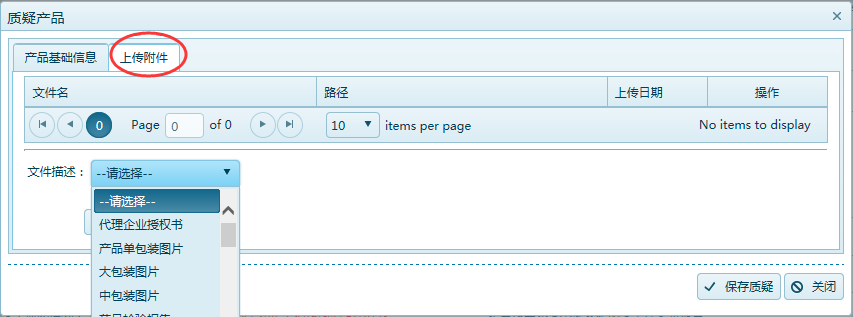 质疑产品
产品基础信息 上传附件
文件名 路径 上传日期 操作
0 Page 0 of 0 10 items per page No items to display
文件描述： --请选择--
--请选择--
代理企业授权书
产品单包装图片
大包装图片
中包装图片
保存质疑 关闭